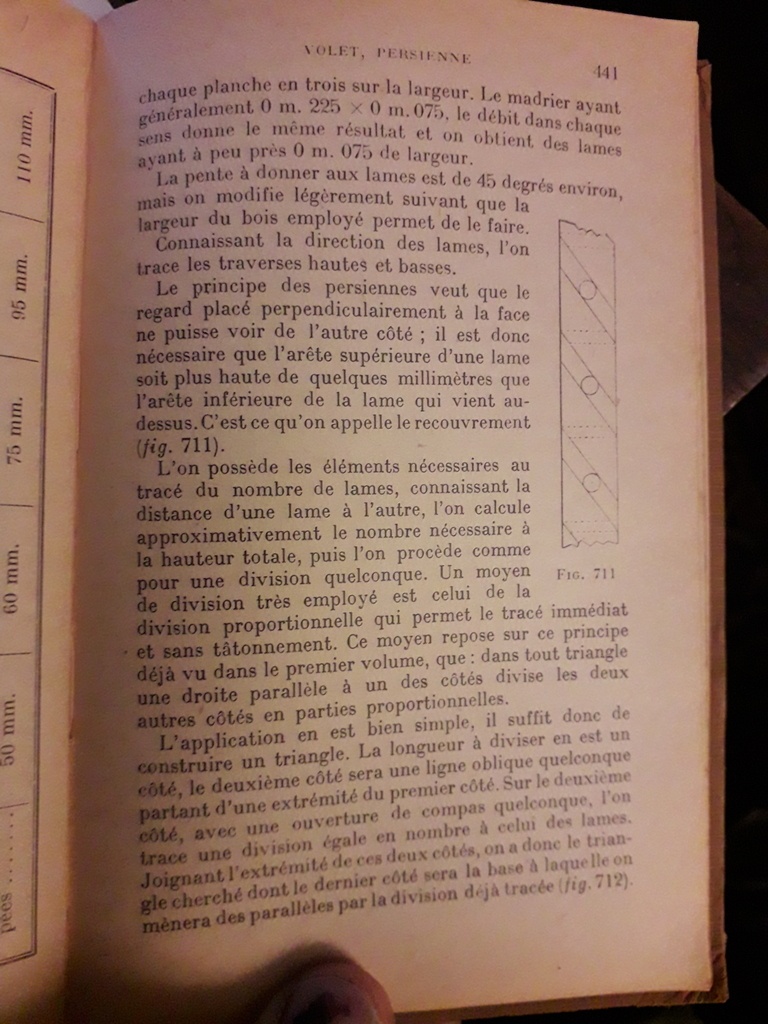 110 mm.
95 mm.
75 mm.
60 mm.
50 mm.
pées ........
VOLET, PERSIENNE
441
chaque planche en trois sur la largeur. Le madrier ayant
généralement 0 m. 225 × 0 m. 075, le débit dans chaque
sens donne le même résultat et on obtient des lames
ayant à peu près 0 m. 075 de largeur.
La pente à donner aux lames est de 45 degrés environ,
mais on modifie légèrement suivant que la
largeur du bois employé permet de le faire.
Connaissant la direction des lames, l'on
trace les traverses hautes et basses.
Le principe des persiennes veut que le
regard placé perpendiculairement à la face
ne puisse voir de l'autre côté ; il est donc
nécessaire que l'arête supérieure d'une lame
soit plus haute de quelques millimètres que
l'arête inférieure de la lame qui vient au-
dessus. C'est ce qu'on appelle le recouvrement
(fig. 711).
L'on possède les éléments nécessaires au
tracé du nombre de lames, connaissant la
distance d'une lame à l'autre, l'on calcule
approximativement le nombre nécessaire à
la hauteur totale, puis l'on procède comme
pour une division quelconque. Un moyen
de division très employé est celui de la
division proportionnelle qui permet le tracé immédiat
et sans tâtonnement. Ce moyen repose sur ce principe
déjà vu dans le premier volume, que : dans tout triangle
une droite parallèle à un des côtés divise les deux
autres côtés en parties proportionnelles.
L'application en est bien simple, il suffit donc de
construire un triangle. La longueur à diviser en est un
côté, le deuxième côté sera une ligne oblique quelconque
partant d'une extrémité du premier côté. Sur le deuxième
côté, avec une ouverture de compas quelconque, l'on
trace une division égale en nombre à celui des lames.
Joignant l'extrémité de ces deux côtés, on a donc le trian-
gle cherché dont le dernier côté sera la base à laquelle on
mènera des parallèles par la division déjà tracée (fig. 712).
FIG. 711